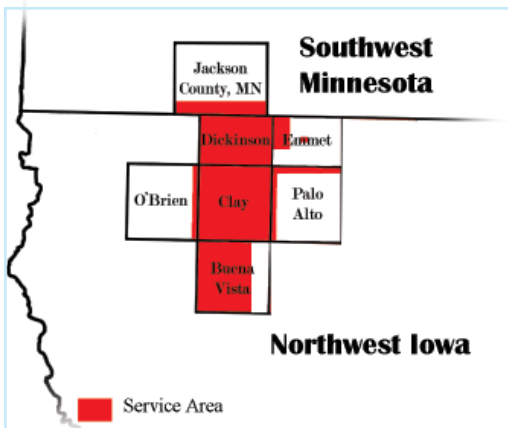 Southwest
Minnesota
Jackson
County, MN
Dickinson
Emmet
O'Brien
Clay
Palo
Alto
Buena
Vista
Northwest Iowa
Service Area